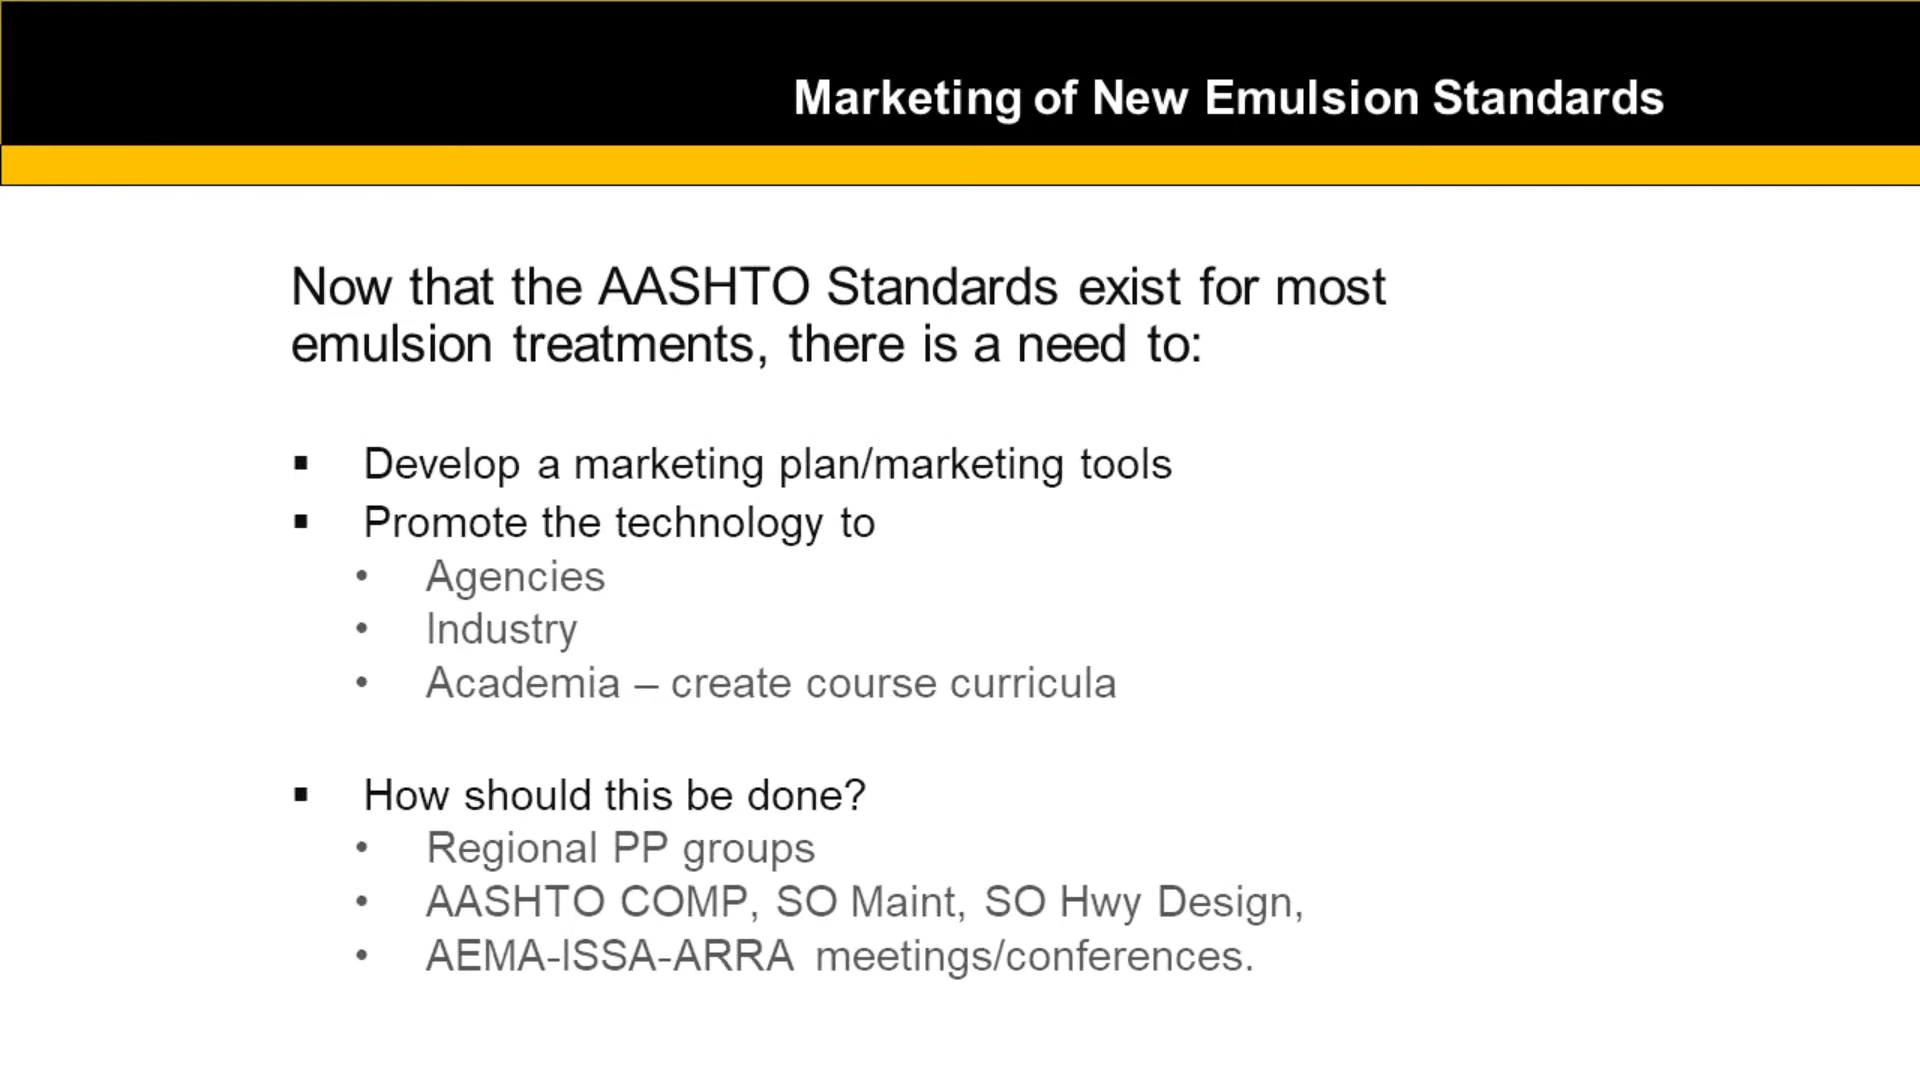 Marketing of New Emulsion Standards
Now that the AASHTO Standards exist for most
emulsion treatments, there is a need to:
▪ Develop a marketing plan/marketing tools
▪ Promote the technology to
• Agencies
• Industry
• Academia – create course curricula
▪ How should this be done?
• Regional PP groups
• AASHTO COMP, SO Maint, SO Hwy Design,
• AEMA-ISSA-ARRA meetings/conferences.